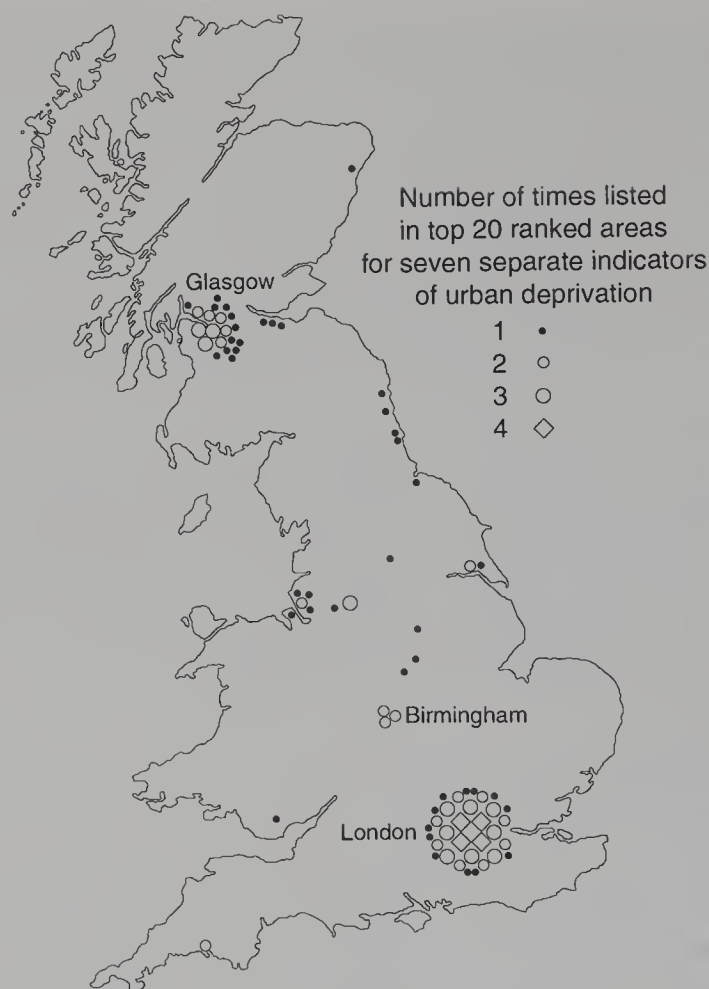 Number of times listed
in top 20 ranked areas
for seven separate indicators
of urban deprivation
1
2
3
4
Glasgow
Birmingham
London